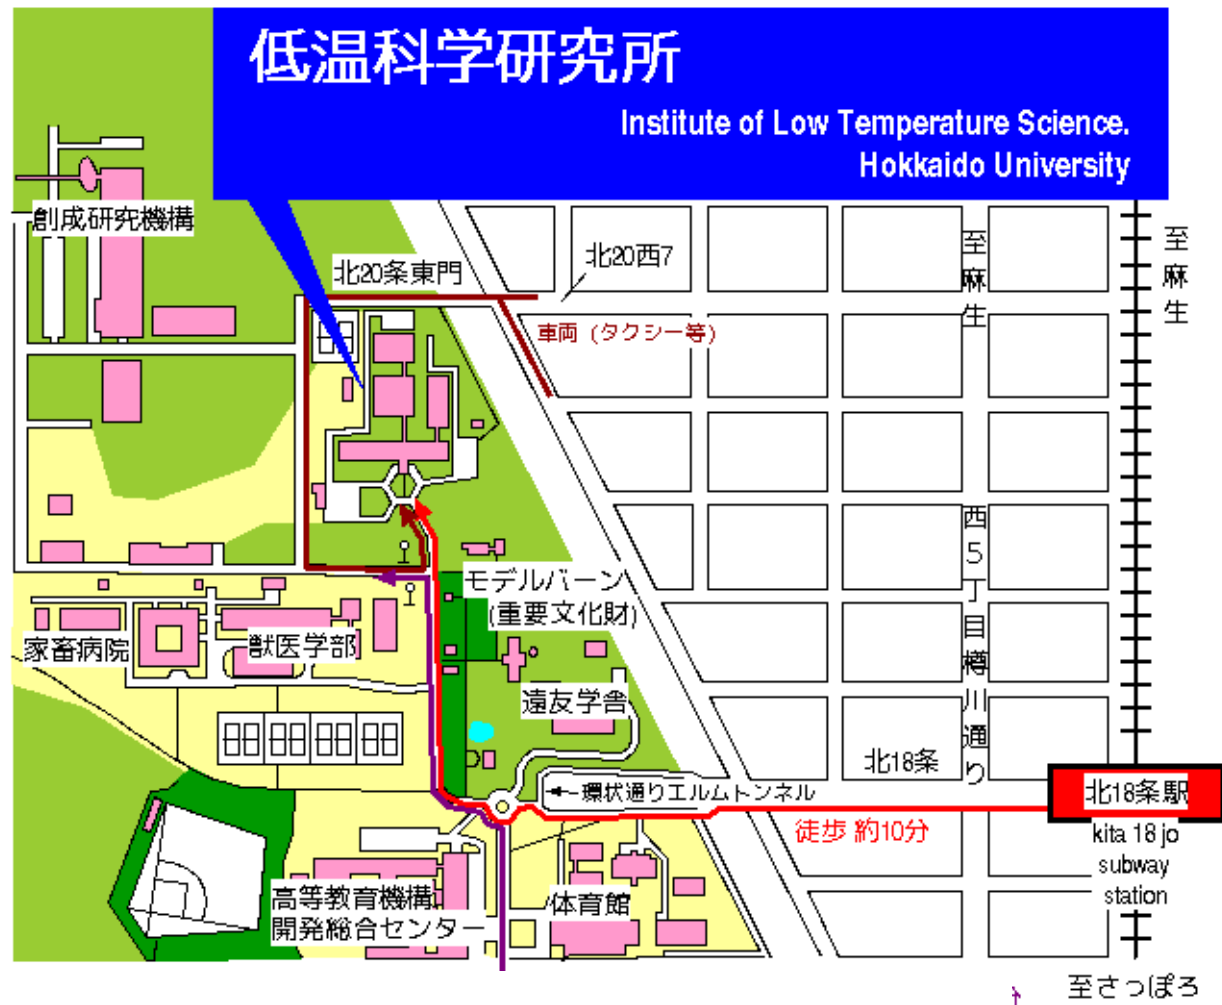 低温科学研究所
Institute of Low Temperature Science.
Hokkaido University
創成研究機構
北20条東門
北20西7
至麻生
至麻生
車両 (タクシー等)
西5丁目樽川通り
モデルバーン
(重要文化財)
家畜病院
獣医学部
遠友学舎
北18条
環状通りエルムトンネル
北18条駅
徒歩 約10分
kita 18 jo
subway
station
高等教育機構
開発総合センター
体育館
至さっぽろ